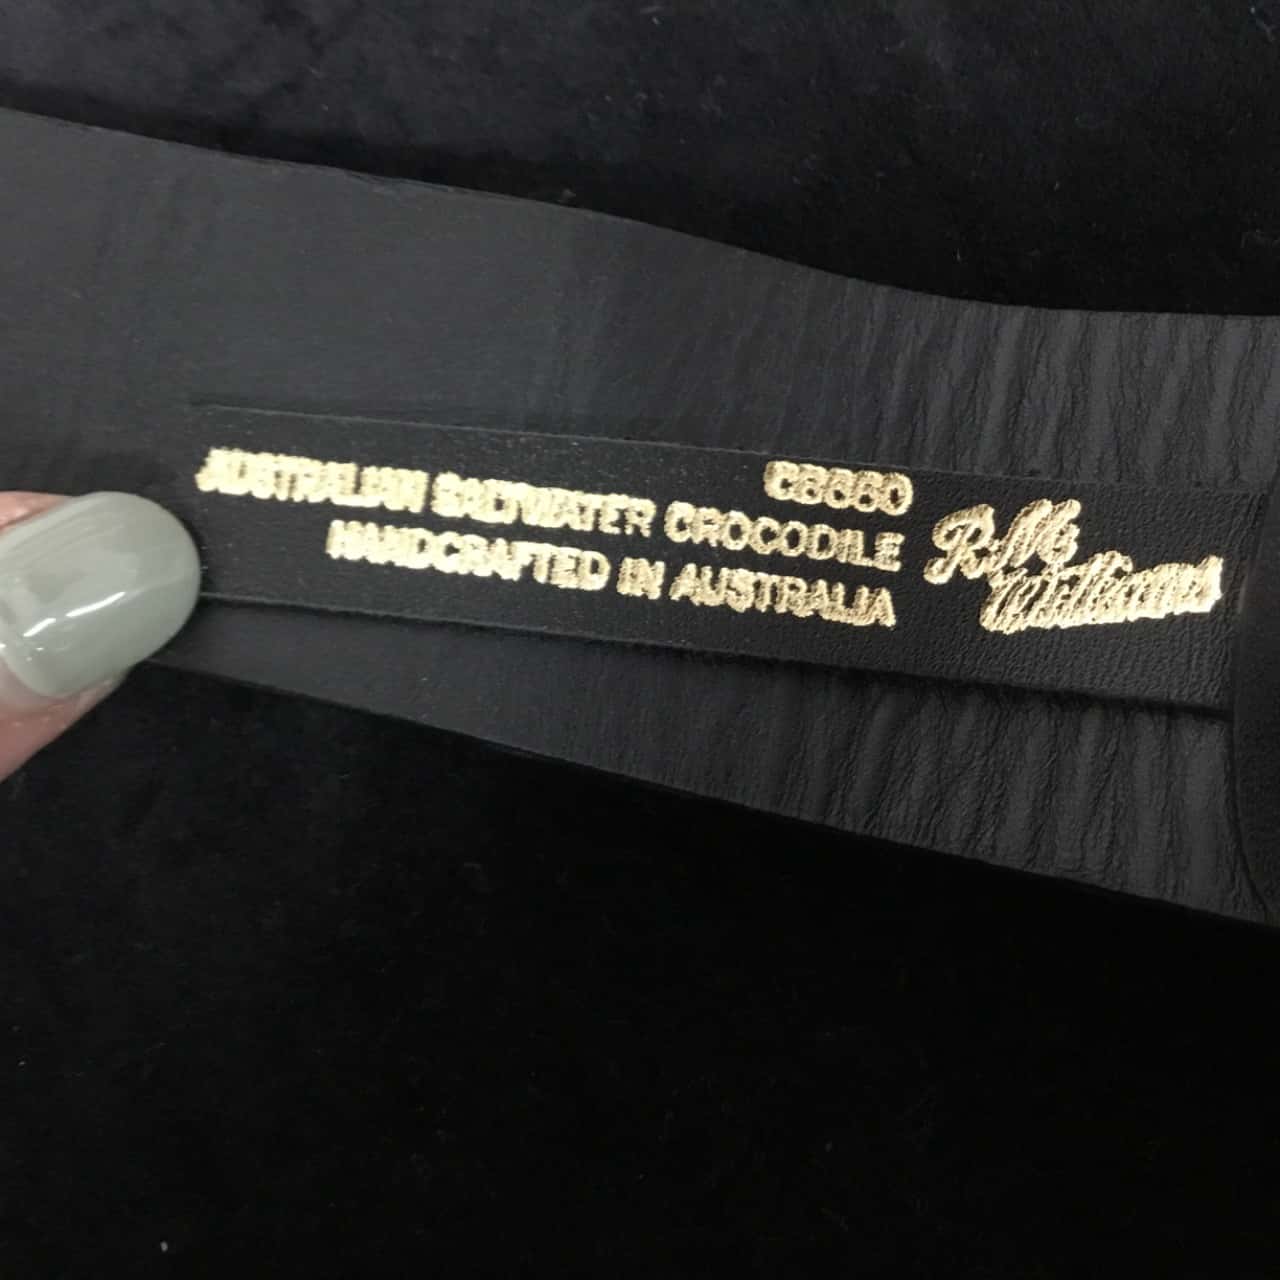 CB660
AUSTRALIAN SALTWATER CROCODILE
HANDCRAFTED IN AUSTRALIA
R.M. Williams